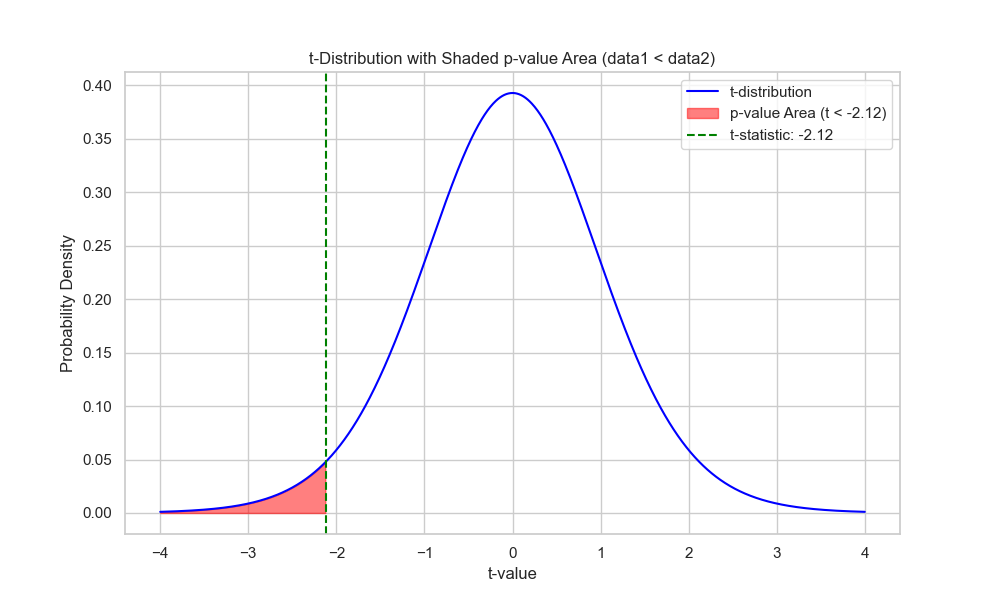 t-Distribution with Shaded p-value Area (data1 < data2)
t-distribution
p-value Area (t < -2.12)
t-statistic: -2.12
Probability Density
0.40
0.35
0.30
0.25
0.20
0.15
0.10
0.05
0.00
−4 −3 −2 −1 0 1 2 3 4
t-value